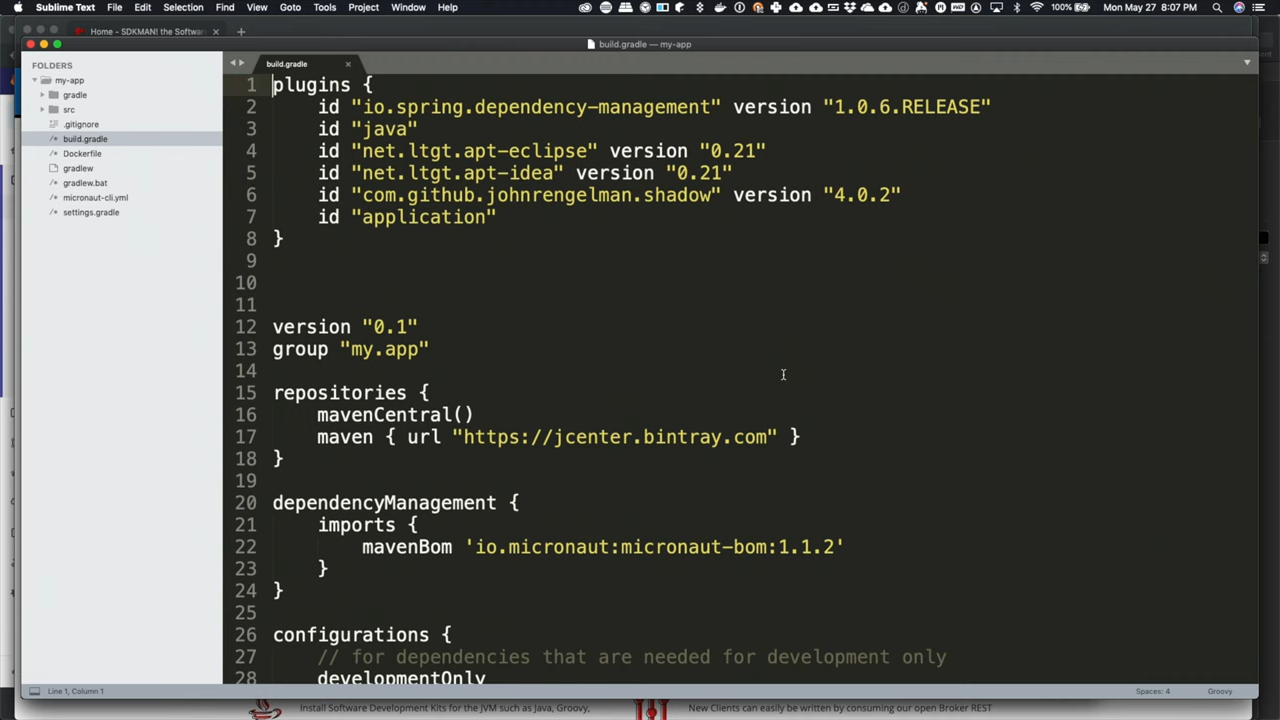 Sublime Text File Edit Selection Find View Goto Tools Project Window Help
100% Mon May 27 8:07 PM
Home - SDKMAN! the Softwar
build.gradle — my-app
FOLDERS
my-app
gradle
src
.gitignore
build.gradle
Dockerfile
gradlew
gradlew.bat
micronaut-cli.yml
settings.gradle
build.gradle
1 plugins {
2 id "io.spring.dependency-management" version "1.0.6.RELEASE"
3 id "java"
4 id "net.ltgt.apt-eclipse" version "0.21"
5 id "net.ltgt.apt-idea" version "0.21"
6 id "com.github.johnrengelman.shadow" version "4.0.2"
7 id "application"
8 }
9
10
11
12 version "0.1"
13 group "my.app"
14
15 repositories {
16 mavenCentral()
17 maven { url "https://jcenter.bintray.com" }
18 }
19
20 dependencyManagement {
21 imports {
22 mavenBom 'io.micronaut:micronaut-bom:1.1.2'
23 }
24 }
25
26 configurations {
27 // for dependencies that are needed for development only
28 developmentOnly
Line 1, Column 1
Spaces: 4
Groovy
Install Software Development Kits for the JVM such as Java, Groovy,
New Clients can easily be written by consuming our open Broker REST